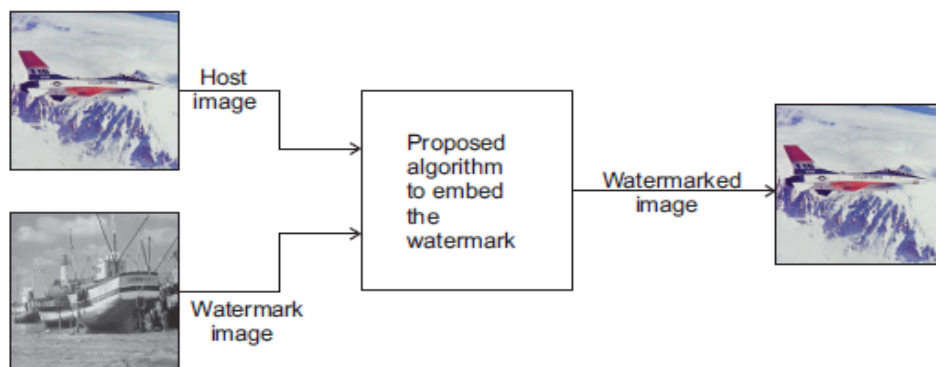 Host
image
Proposed
algorithm
to embed
the
watermark
Watermarked
image
Watermark
image